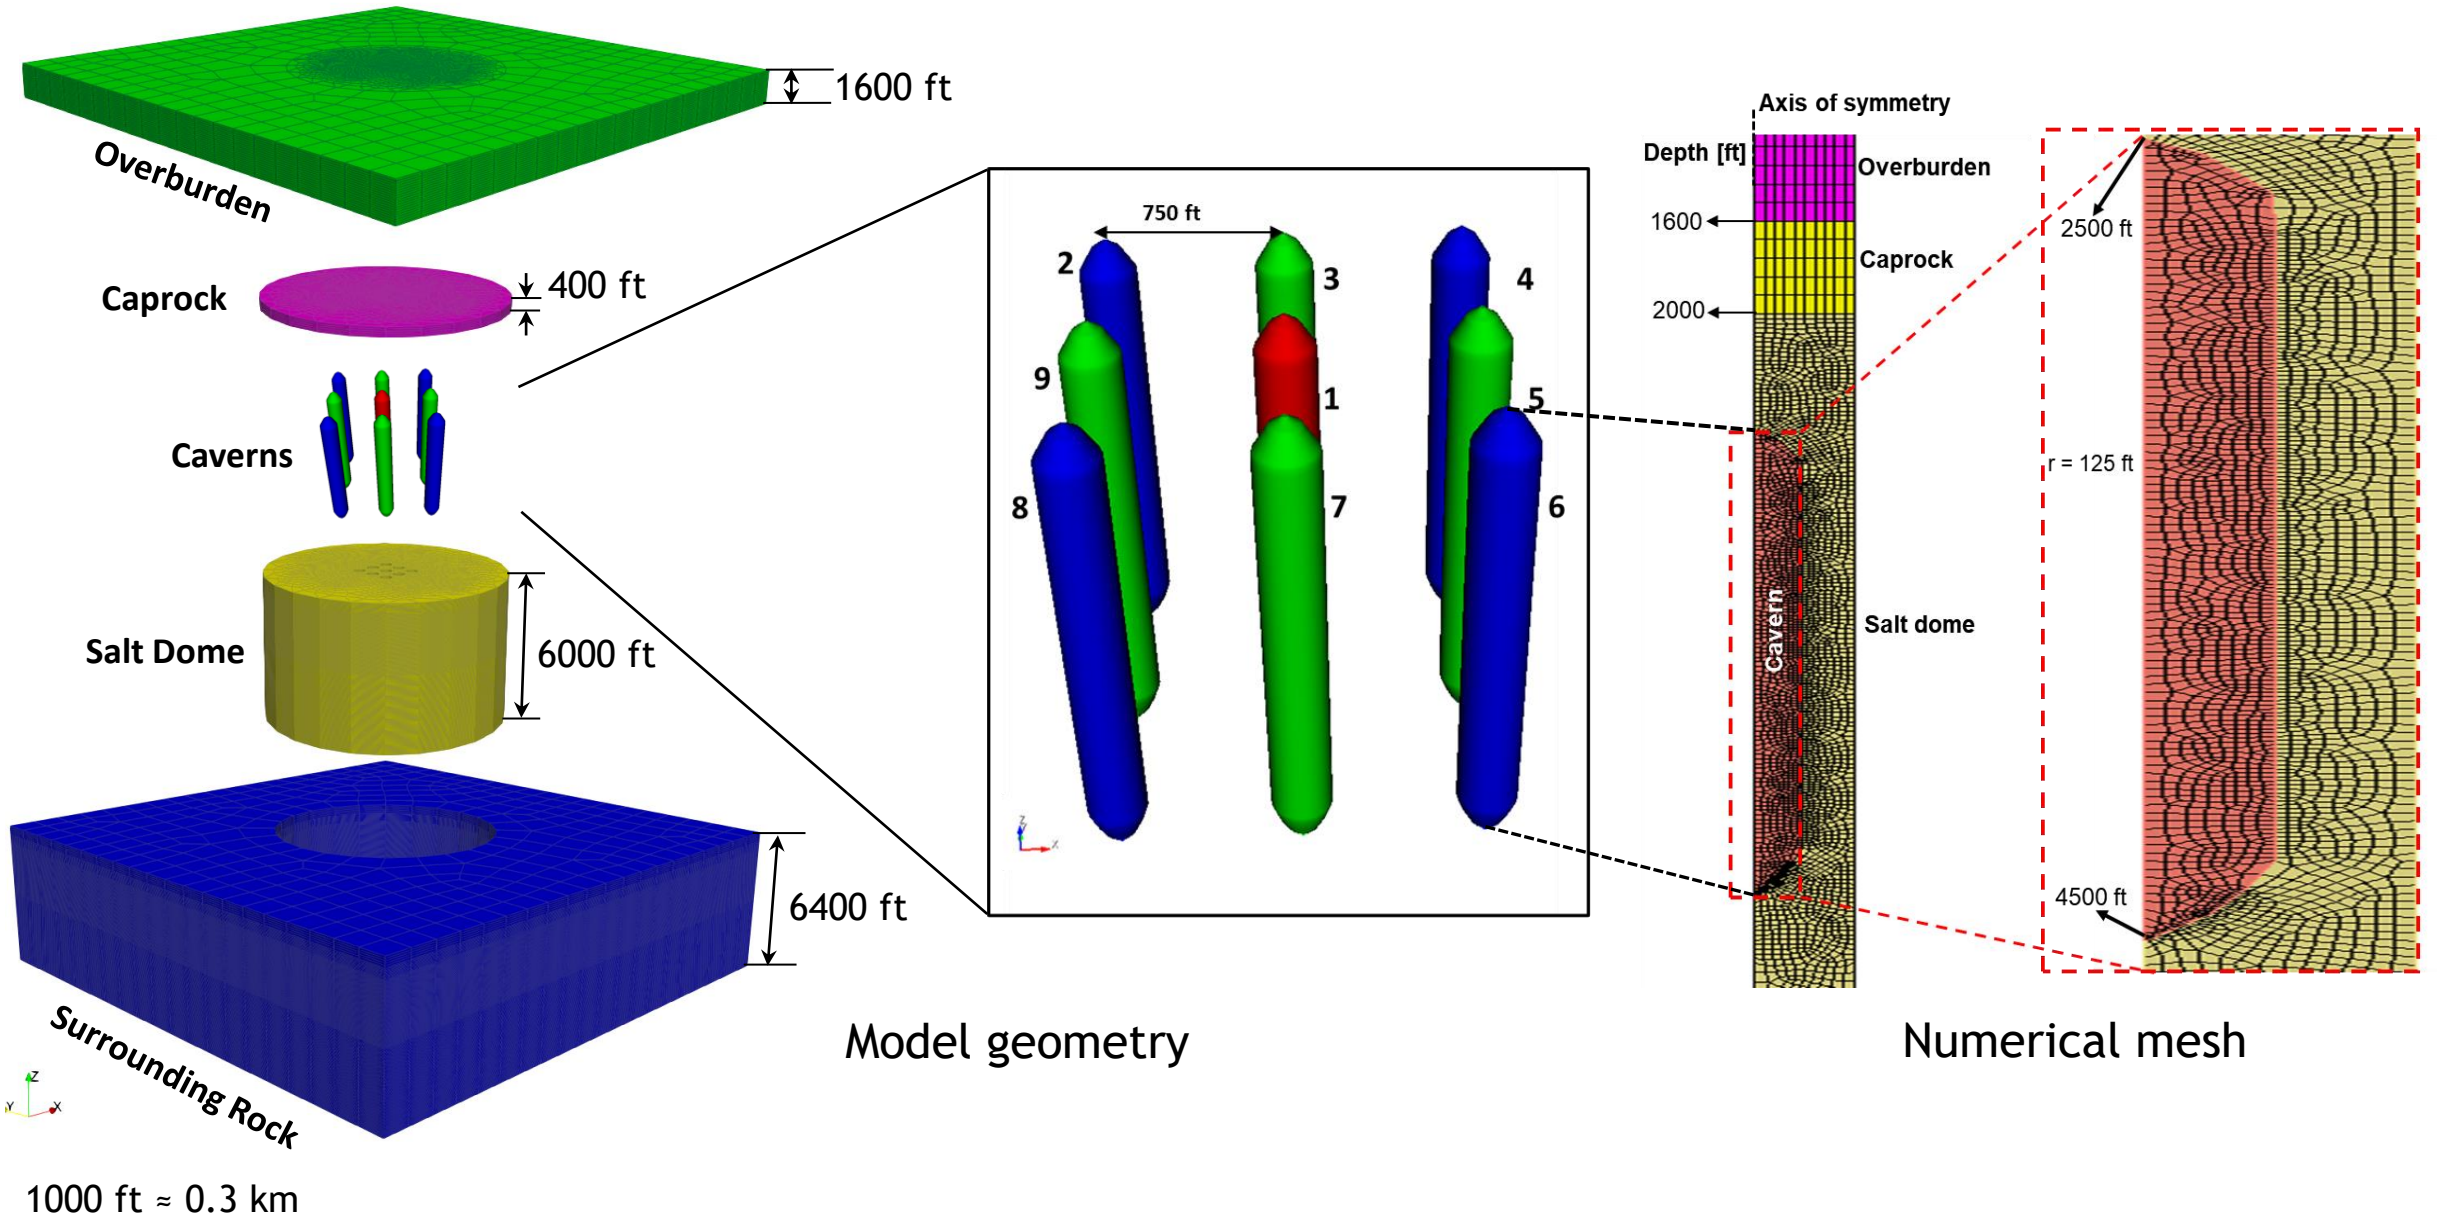 1600 ft
Overburden
Caprock
400 ft
Caverns
Salt Dome
6000 ft
6400 ft
Surrounding Rock
Z
Y
X
1000 ft ≈ 0.3 km
750 ft
2
3
4
9
1
5
8
7
6
Z
Y
X
Model geometry
Axis of symmetry
Depth [ft]
Overburden
1600
Caprock
2000
Cavern
Salt dome
2500 ft
r = 125 ft
4500 ft
Numerical mesh